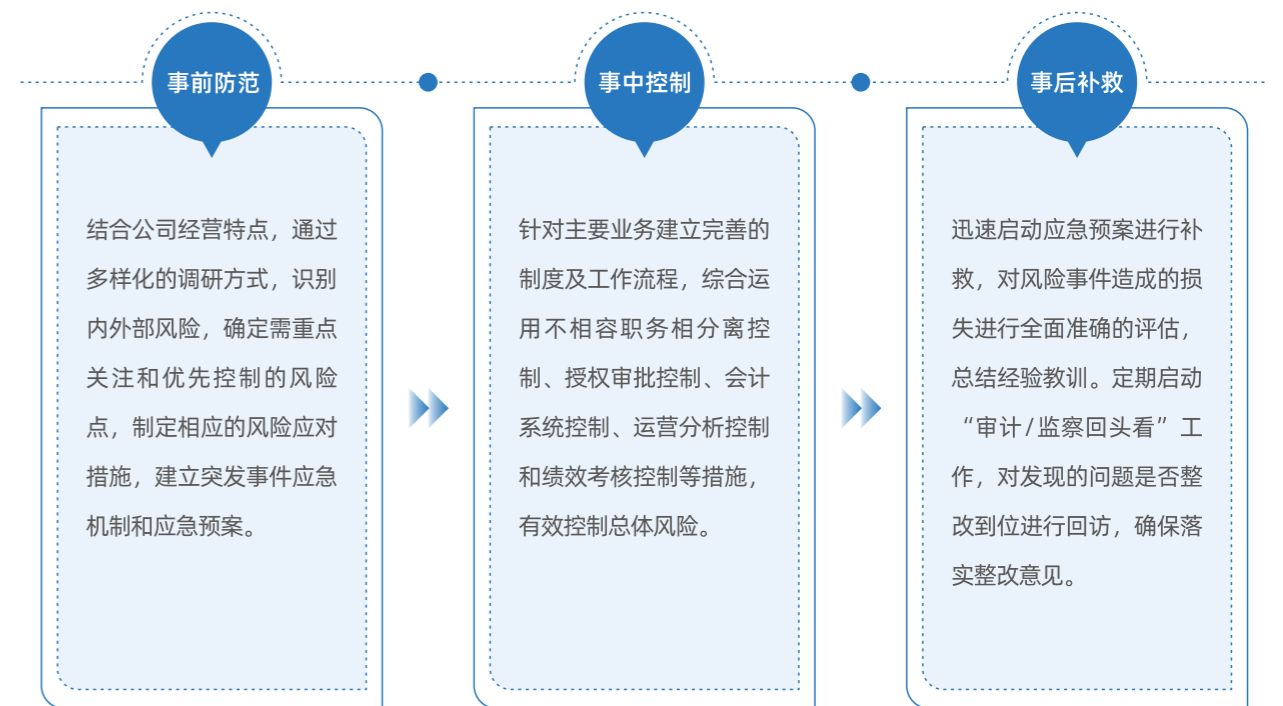 事前防范
结合公司经营特点，通过
多样化的调研方式，识别
内外部风险，确定需重点
关注和优先控制的风险
点，制定相应的风险应对
措施，建立突发事件应急
机制和应急预案。
事中控制
针对主要业务建立完善的
制度及工作流程，综合运
用不相容职务相分离控
制、授权审批控制、会计
系统控制、运营分析控制
和绩效考核控制等措施，
有效控制总体风险。
事后补救
迅速启动应急预案进行补
救，对风险事件造成的损
失进行全面准确的评估，
总结经验教训。定期启动
“审计/监察回头看”工
作，对发现的问题是否整
改到位进行回访，确保落
实整改意见。